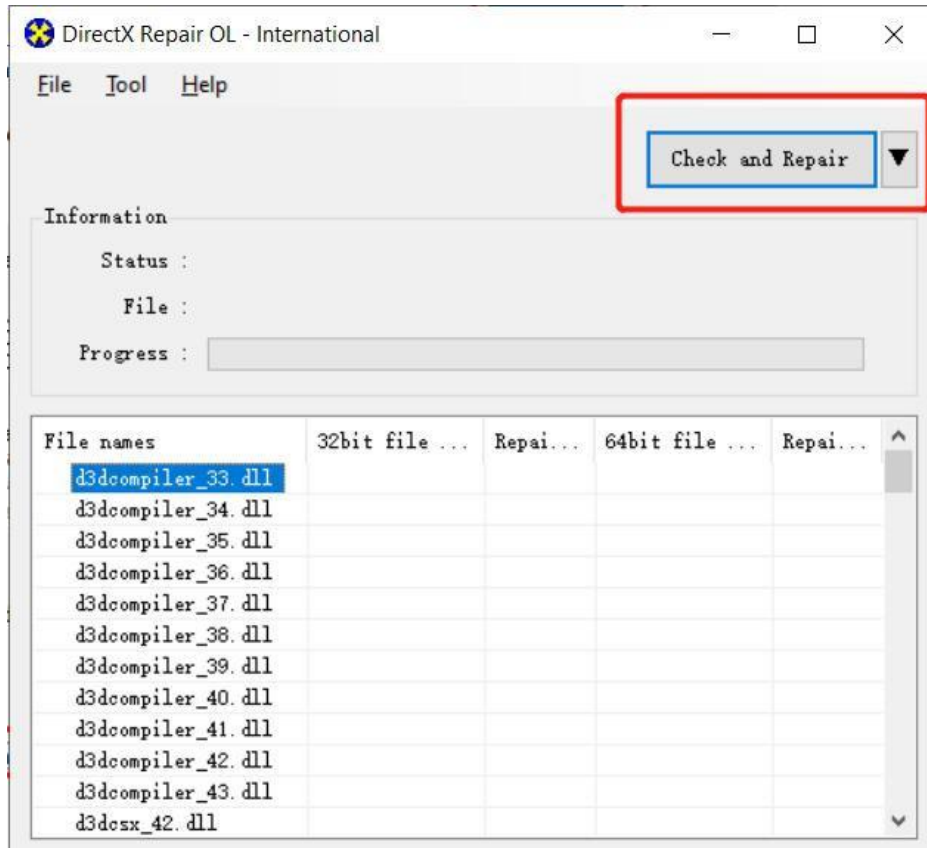 DirectX Repair OL - International
File Tool Help
Check and Repair
Information
Status :
File :
Progress :
File names 32bit file ... Repai... 64bit file ... Repai...
d3dcompiler_33.dll
d3dcompiler_34.dll
d3dcompiler_35.dll
d3dcompiler_36.dll
d3dcompiler_37.dll
d3dcompiler_38.dll
d3dcompiler_39.dll
d3dcompiler_40.dll
d3dcompiler_41.dll
d3dcompiler_42.dll
d3dcompiler_43.dll
d3dcsx_42.dll